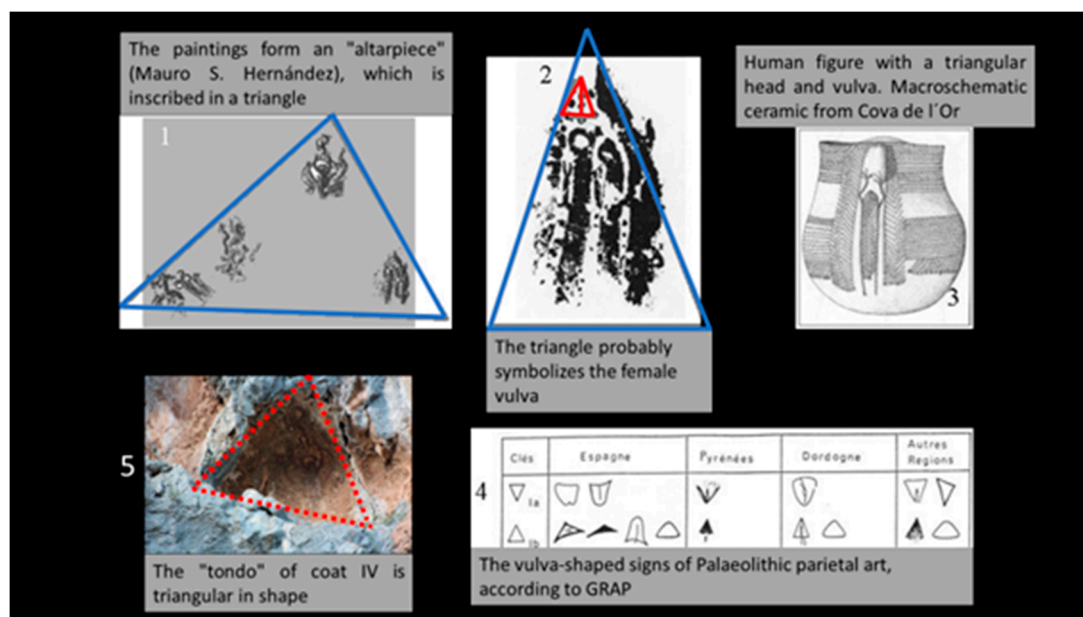 The paintings form an "altarpiece"
(Mauro S. Hernández), which is
inscribed in a triangle
1
2
The triangle probably
symbolizes the female
vulva
Human figure with a triangular
head and vulva. Macroschematic
ceramic from Cova de l´Or
3
5
The "tondo" of coat IV is
triangular in shape
4
Clés Espagne Pyrénées Dordogne Autres Regions
Ia
Ib
The vulva-shaped signs of Palaeolithic parietal art,
according to GRAP